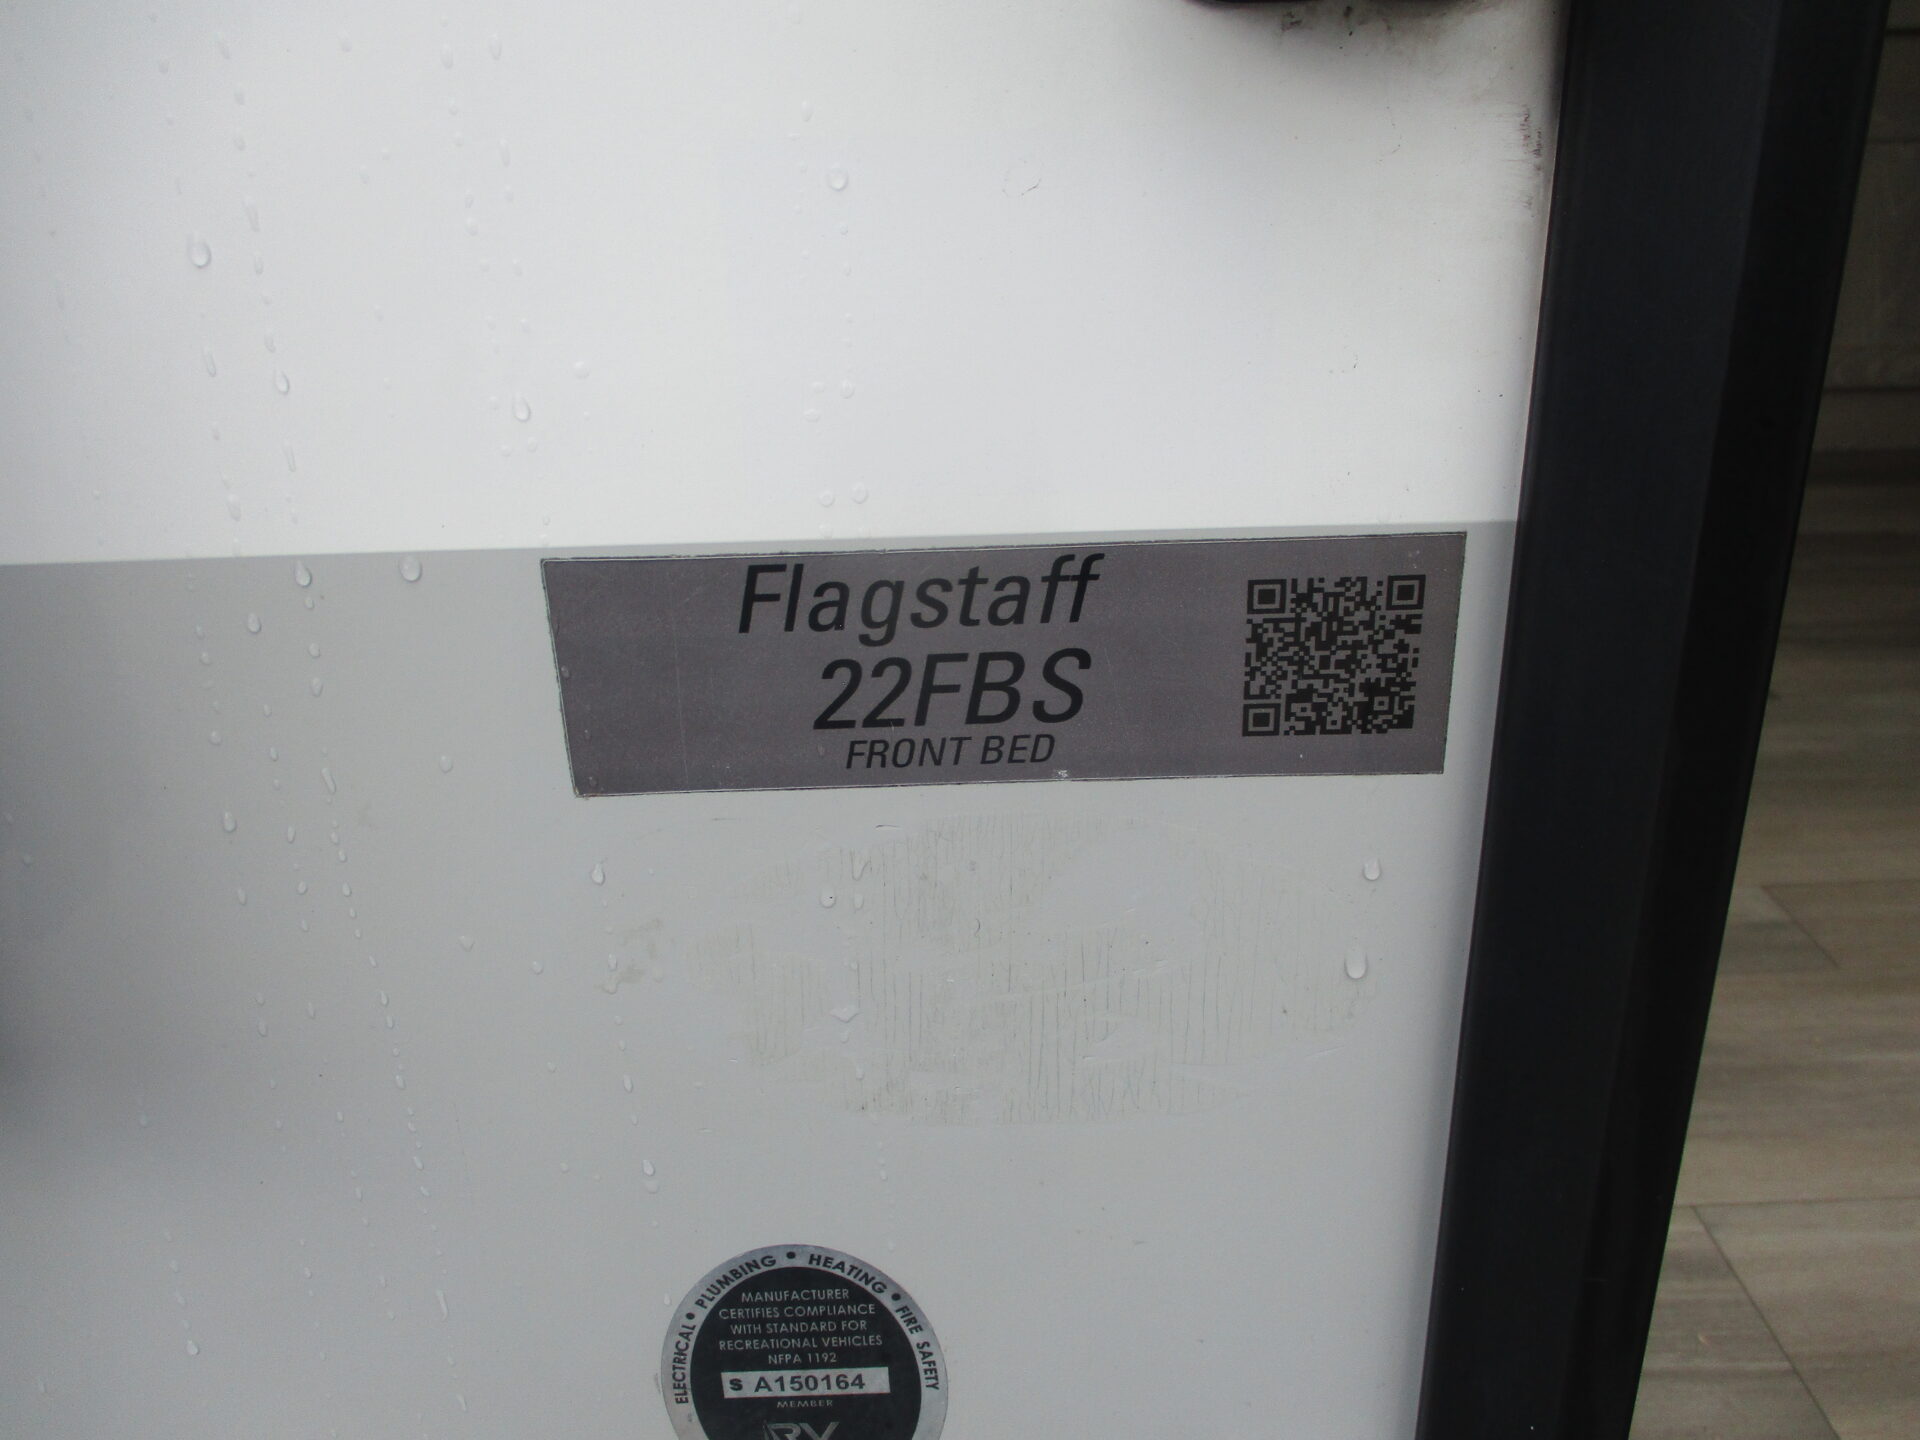 Flagstaff
22FBS
FRONT BED
ELECTRICAL • PLUMBING • HEATING • FIRE SAFETY
MANUFACTURER
CERTIFIES COMPLIANCE
WITH STANDARD FOR
RECREATIONAL VEHICLES
NFPA 1192
S A150164
MEMBER
RV